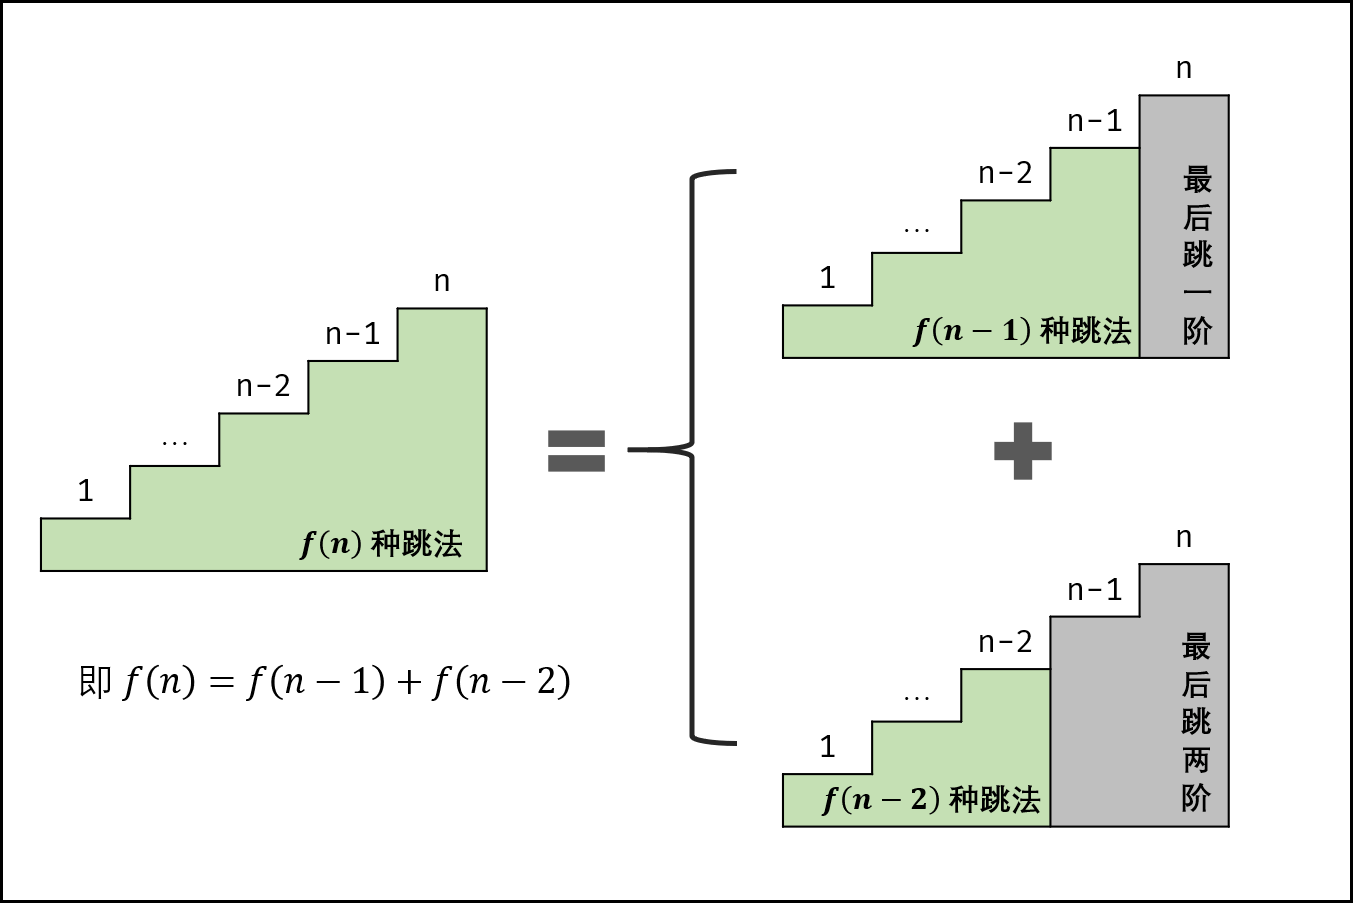 n
n-1
n-2
...
1
f(n) 种跳法
即 f(n) = f(n − 1) + f(n − 2)
n
n-1
n-2
...
1
f(n − 1) 种跳法
最后跳一阶
n
n-1
n-2
...
1
f(n − 2) 种跳法
最后跳两阶